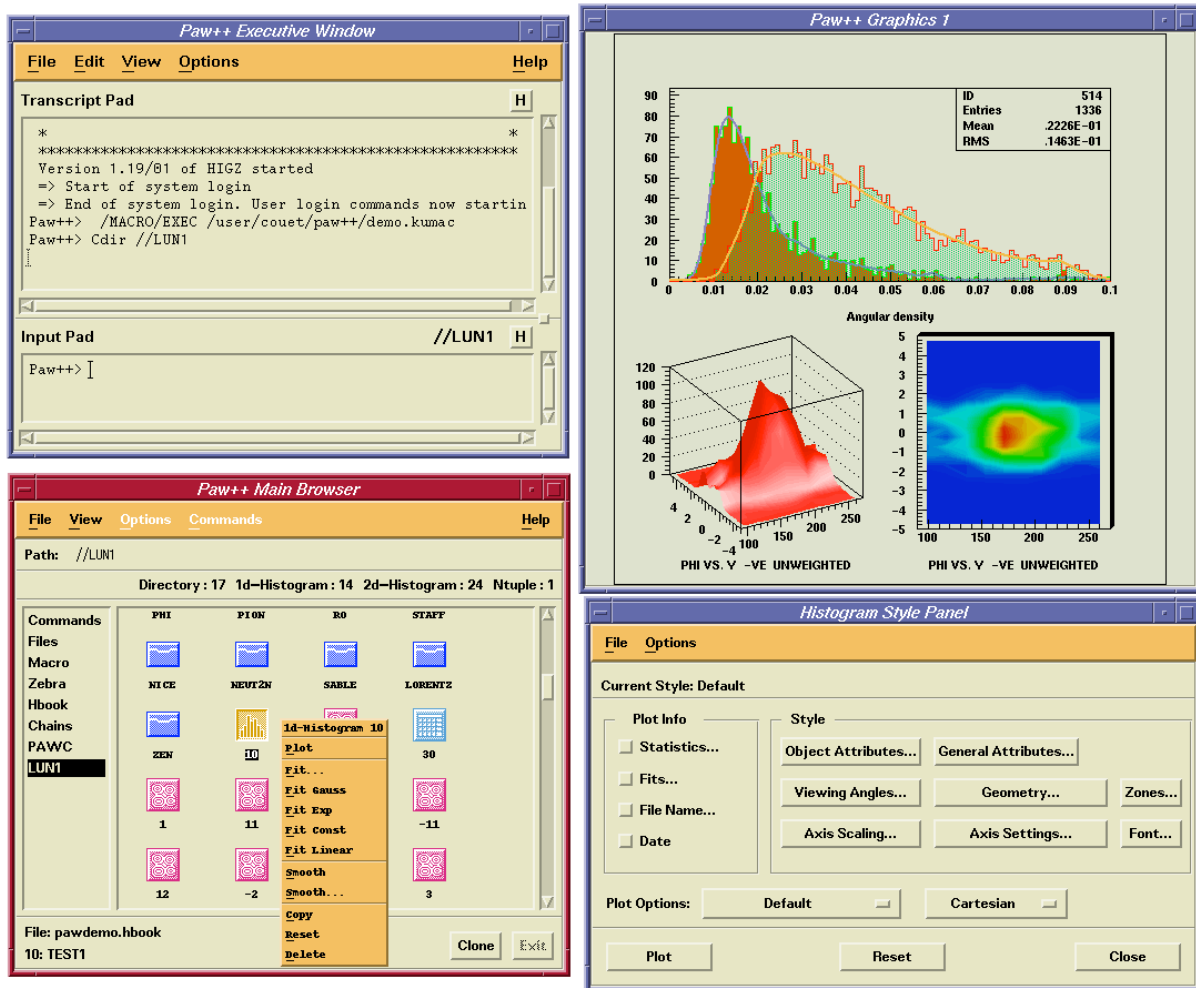 Paw++ Executive Window
File Edit View Options Help
Transcript Pad H
* *
************************************************************
Version 1.19/01 of HIGZ started
=> Start of system login
=> End of system login. User login commands now startin
Paw++> /MACRO/EXEC /user/couet/paw++/demo.kumac
Paw++> Cdir //LUN1
Input Pad //LUN1 H
Paw++>
Paw++ Main Browser
File View Options Commands Help
Path: //LUN1
Directory : 17 1d-Histogram : 14 2d-Histogram : 24 Ntuple : 1
Commands
Files
Macro
Zebra
Hbook
Chains
PAWC
LUN1
PHI PION RO STAFF
NICE NEUT2N SABLE LORENTZ
ZEN 10 30
1 11 -11
12 -2 3
1d-Histogram 10
Plot
Fit...
Fit Gauss
Fit Exp
Fit Const
Fit Linear
Smooth
Smooth...
Copy
Reset
Delete
File: pawdemo.hbook
10: TEST1
Clone Exit
Paw++ Graphics 1
ID 514
Entries 1336
Mean .2226E-01
RMS .1463E-01
90
80
70
60
50
40
30
20
10
0
0 0.01 0.02 0.03 0.04 0.05 0.06 0.07 0.08 0.09 0.1
Angular density
120
100
80
60
40
20
0
4 2 0 -2 -4
100 150 200 250
PHI VS. Y -VE UNWEIGHTED
5
4
3
2
1
0
-1
-2
-3
-4
-5
100 150 200 250
PHI VS. Y -VE UNWEIGHTED
Histogram Style Panel
File Options
Current Style: Default
Plot Info
Statistics...
Fits...
File Name...
Date
Style
Object Attributes... General Attributes...
Viewing Angles... Geometry... Zones...
Axis Scaling... Axis Settings... Font...
Plot Options: Default Cartesian
Plot Reset Close